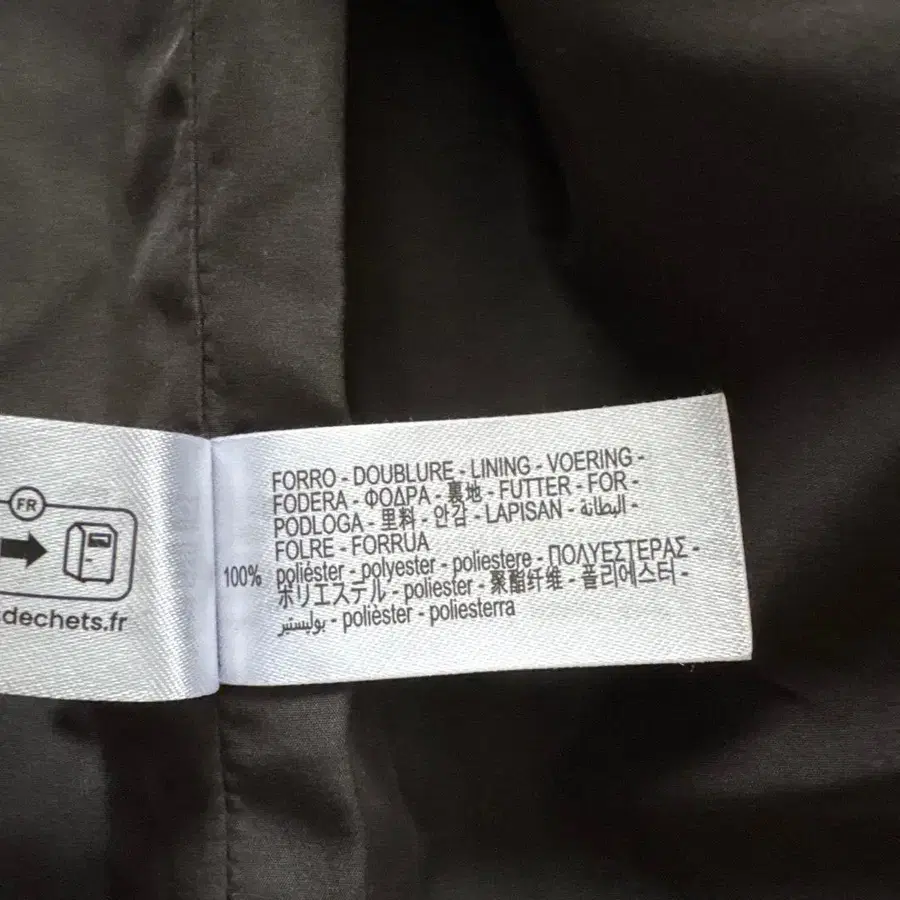 FR
dechets.fr
FORRO - DOUBLURE - LINING - VOERING -
FODERA - ΦΟΔΡΑ - 裏地 - FUTTER - FOR -
PODLOGA - 里料 - 안감 - LAPISAN - البطانة -
FOLRE - FORRUA
100% poliéster - polyester - poliestere - ΠΟΛΥΕΣΤΕΡΑΣ -
ポリエステル - poliester - 聚酯纤维 - 폴리에스터 -
بوليستير - polièster - poliesterra